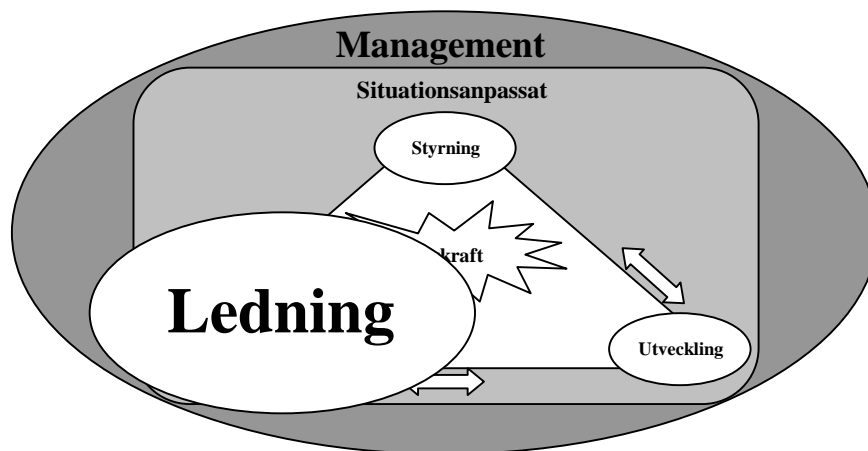 Management
Situationsanpassat
Styrning
kraft
Ledning
Utveckling